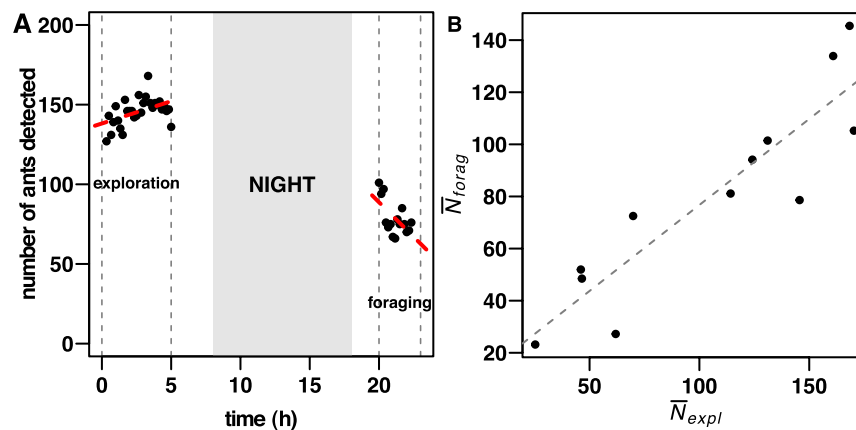 A
number of ants detected
200
150
100
50
0
exploration
NIGHT
foraging
0 5 10 15 20
time (h)
B
N̅forag
140
120
100
80
60
40
20
50 100 150
N̅expl